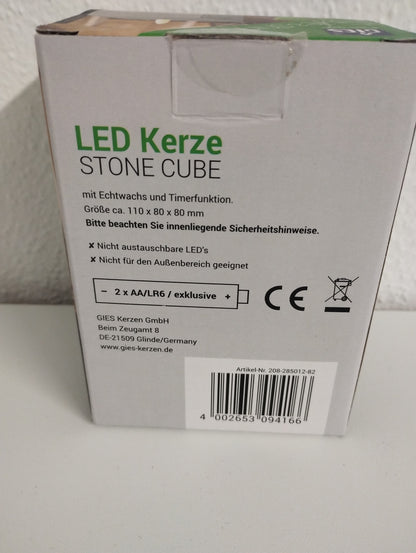 gies
LED Kerze
STONE CUBE
mit Echtwachs und Timerfunktion.
Größe ca. 110 x 80 x 80 mm
Bitte beachten Sie innenliegende Sicherheitshinweise.
✘ Nicht austauschbare LED's
✘ Nicht für den Außenbereich geeignet
– 2 x AA/LR6 / exklusive +
CE
GIES Kerzen GmbH
Beim Zeugamt 8
DE-21509 Glinde/Germany
www.gies-kerzen.de
Artikel-Nr. 208-285012-82
4 002653 094166